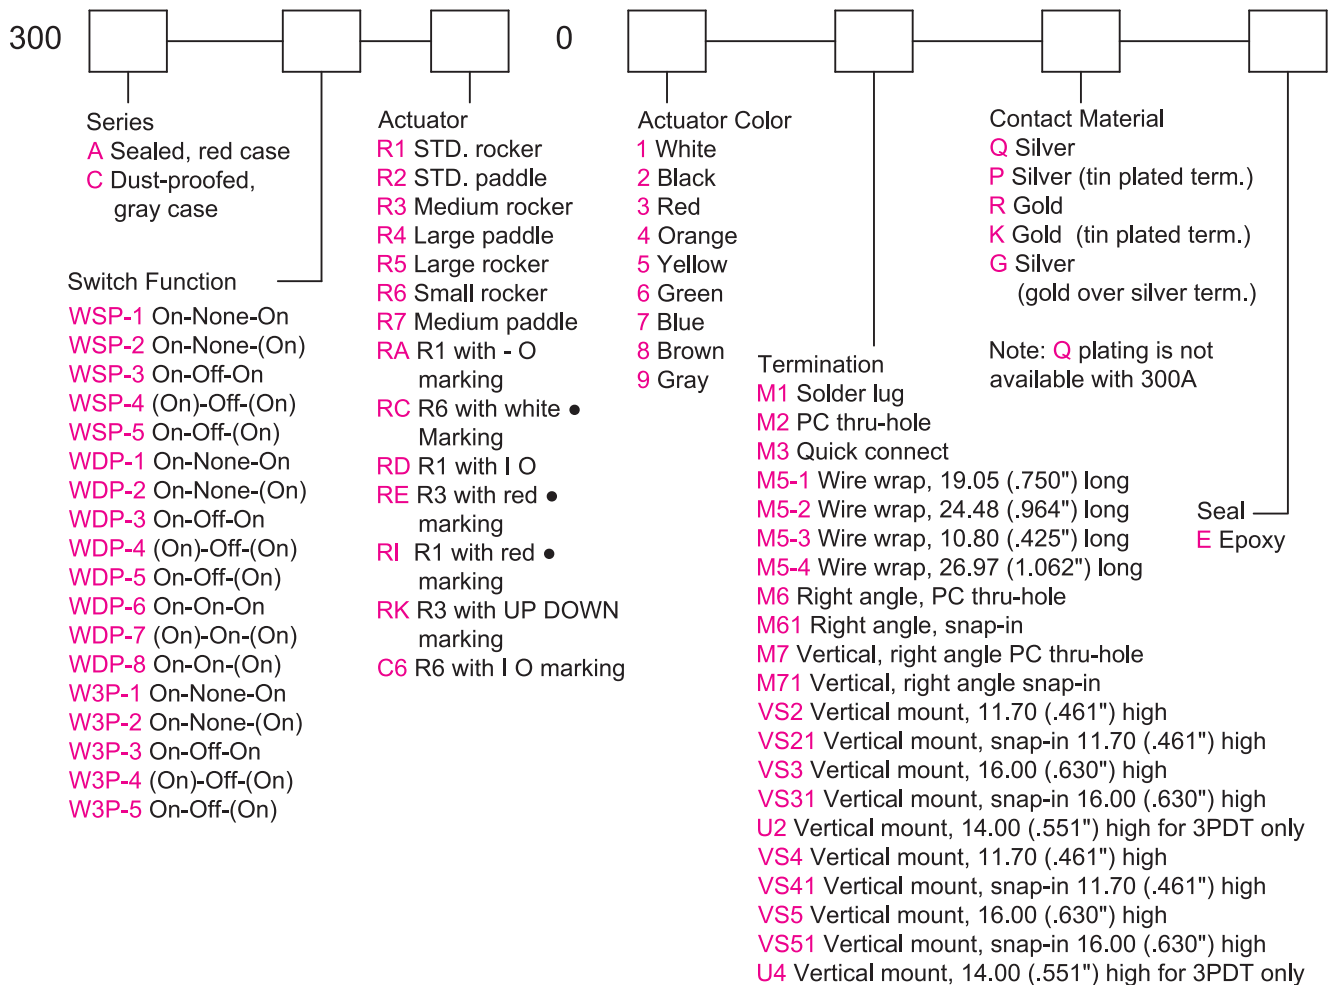 300
0
Series
A Sealed, red case
C Dust-proofed,
gray case
Switch Function
WSP-1 On-None-On
WSP-2 On-None-(On)
WSP-3 On-Off-On
WSP-4 (On)-Off-(On)
WSP-5 On-Off-(On)
WDP-1 On-None-On
WDP-2 On-None-(On)
WDP-3 On-Off-On
WDP-4 (On)-Off-(On)
WDP-5 On-Off-(On)
WDP-6 On-On-On
WDP-7 (On)-On-(On)
WDP-8 On-On-(On)
W3P-1 On-None-On
W3P-2 On-None-(On)
W3P-3 On-Off-On
W3P-4 (On)-Off-(On)
W3P-5 On-Off-(On)
Actuator
R1 STD. rocker
R2 STD. paddle
R3 Medium rocker
R4 Large paddle
R5 Large rocker
R6 Small rocker
R7 Medium paddle
RA R1 with - O
marking
RC R6 with white ●
Marking
RD R1 with I O
RE R3 with red ●
marking
RI R1 with red ●
marking
RK R3 with UP DOWN
marking
C6 R6 with I O marking
Actuator Color
1 White
2 Black
3 Red
4 Orange
5 Yellow
6 Green
7 Blue
8 Brown
9 Gray
Termination
M1 Solder lug
M2 PC thru-hole
M3 Quick connect
M5-1 Wire wrap, 19.05 (.750") long
M5-2 Wire wrap, 24.48 (.964") long
M5-3 Wire wrap, 10.80 (.425") long
M5-4 Wire wrap, 26.97 (1.062") long
M6 Right angle, PC thru-hole
M61 Right angle, snap-in
M7 Vertical, right angle PC thru-hole
M71 Vertical, right angle snap-in
VS2 Vertical mount, 11.70 (.461") high
VS21 Vertical mount, snap-in 11.70 (.461") high
VS3 Vertical mount, 16.00 (.630") high
VS31 Vertical mount, snap-in 16.00 (.630") high
U2 Vertical mount, 14.00 (.551") high for 3PDT only
VS4 Vertical mount, 11.70 (.461") high
VS41 Vertical mount, snap-in 11.70 (.461") high
VS5 Vertical mount, 16.00 (.630") high
VS51 Vertical mount, snap-in 16.00 (.630") high
U4 Vertical mount, 14.00 (.551") high for 3PDT only
Contact Material
Q Silver
P Silver (tin plated term.)
R Gold
K Gold (tin plated term.)
G Silver
(gold over silver term.)
Note: Q plating is not
available with 300A
Seal
E Epoxy